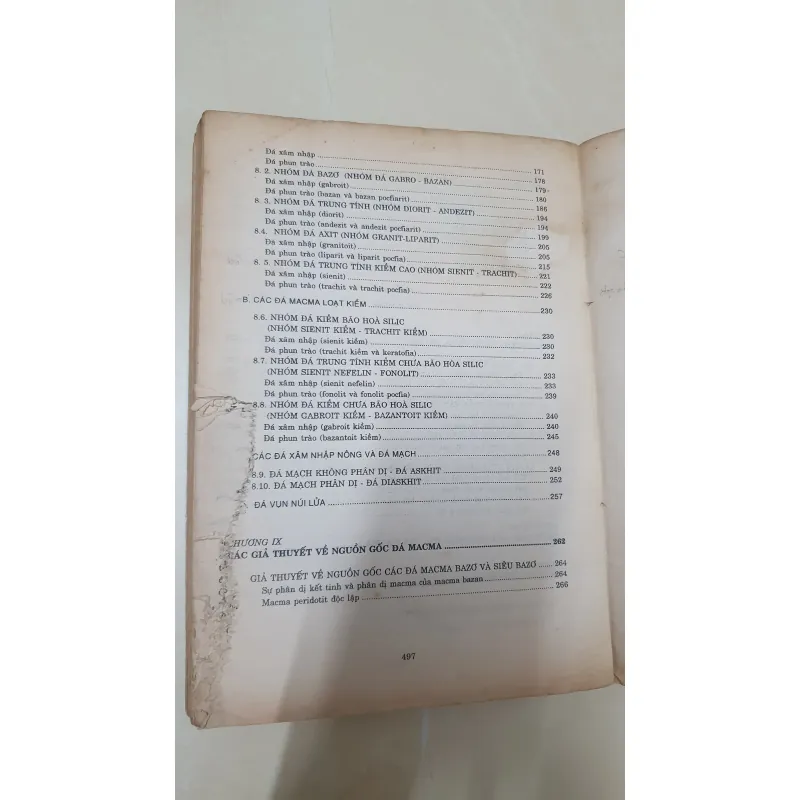 Đá xâm nhập ........ 171
Đá phun trào ........ 178
8. 2. NHÓM ĐÁ BAZƠ (NHÓM ĐÁ GABRO - BAZAN) ........ 179
Đá xâm nhập (gabroit) ........ 180
Đá phun trào (bazan và bazan pocfiarit) ........ 186
8. 3. NHÓM ĐÁ TRUNG TÍNH (NHÓM DIORIT - ANDEZIT) ........ 194
Đá xâm nhập (diorit) ........ 194
Đá phun trào (andezit và andezit pocfiarit) ........ 199
8.4. NHÓM ĐÁ AXIT (NHÓM GRANIT-LIPARIT) ........ 205
Đá xâm nhập (granitoit) ........ 205
Đá phun trào (liparit và liparit pocfia) ........ 215
8. 5. NHÓM ĐÁ TRUNG TÍNH KIỀM CAO (NHÓM SIENIT - TRACHIT) ........ 221
Đá xâm nhập (sienit) ........ 222
Đá phun trào (trachit và trachit pocfia) ........ 226
B. CÁC ĐÁ MACMA LOẠT KIỀM ........ 230
8.6. NHÓM ĐÁ KIỀM BÃO HOÀ SILIC
(NHÓM SIENIT KIỀM - TRACHIT KIỀM) ........ 230
Đá xâm nhập (sienit kiềm) ........ 230
Đá phun trào (trachit kiềm và keratofia) ........ 232
8.7. NHÓM ĐÁ TRUNG TÍNH KIỀM CHƯA BÃO HÒA SILIC
(NHÓM SIENIT NEFELIN - FONOLIT) ........ 233
Đá xâm nhập (sienit nefelin) ........ 233
Đá phun trào (fonolit và fonolit pocfia) ........ 239
8.8. NHÓM ĐÁ KIỀM CHƯA BÃO HOÀ SILIC
(NHÓM GABROIT KIỀM - BAZANTOIT KIỀM) ........ 240
Đá xâm nhập (gabroit kiềm) ........ 240
Đá phun trào (bazantoit kiềm) ........ 245
CÁC ĐÁ XÂM NHẬP NÔNG VÀ ĐÁ MẠCH ........ 248
8.9. ĐÁ MẠCH KHÔNG PHÂN DỊ - ĐÁ ASKHIT ........ 249
8.10. ĐÁ MẠCH PHÂN DỊ - ĐÁ DIASKHIT ........ 252
ĐÁ VỤN NÚI LỬA ........ 257
CHƯƠNG IX
CÁC GIẢ THUYẾT VỀ NGUỒN GỐC ĐÁ MACMA ........ 262
GIẢ THUYẾT VỀ NGUỒN GỐC CÁC ĐÁ MACMA BAZƠ VÀ SIÊU BAZƠ ........ 264
Sự phân dị kết tinh và phân dị macma của macma bazan ........ 264
Macma peridotit độc lập ........ 266
497